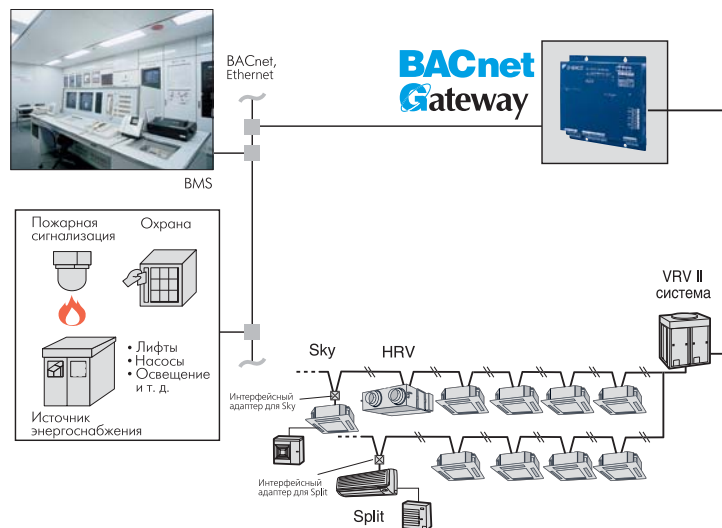 BACnet,
Ethernet
BACnet
Gateway
BMS
Пожарная
сигнализация
Охрана
• Лифты
• Насосы
• Освещение
и т. д.
Источник
энергоснабжения
VRV II
система
Sky
HRV
Интерфейсный
адаптер для Sky
Интерфейсный
адаптер для Split
Split